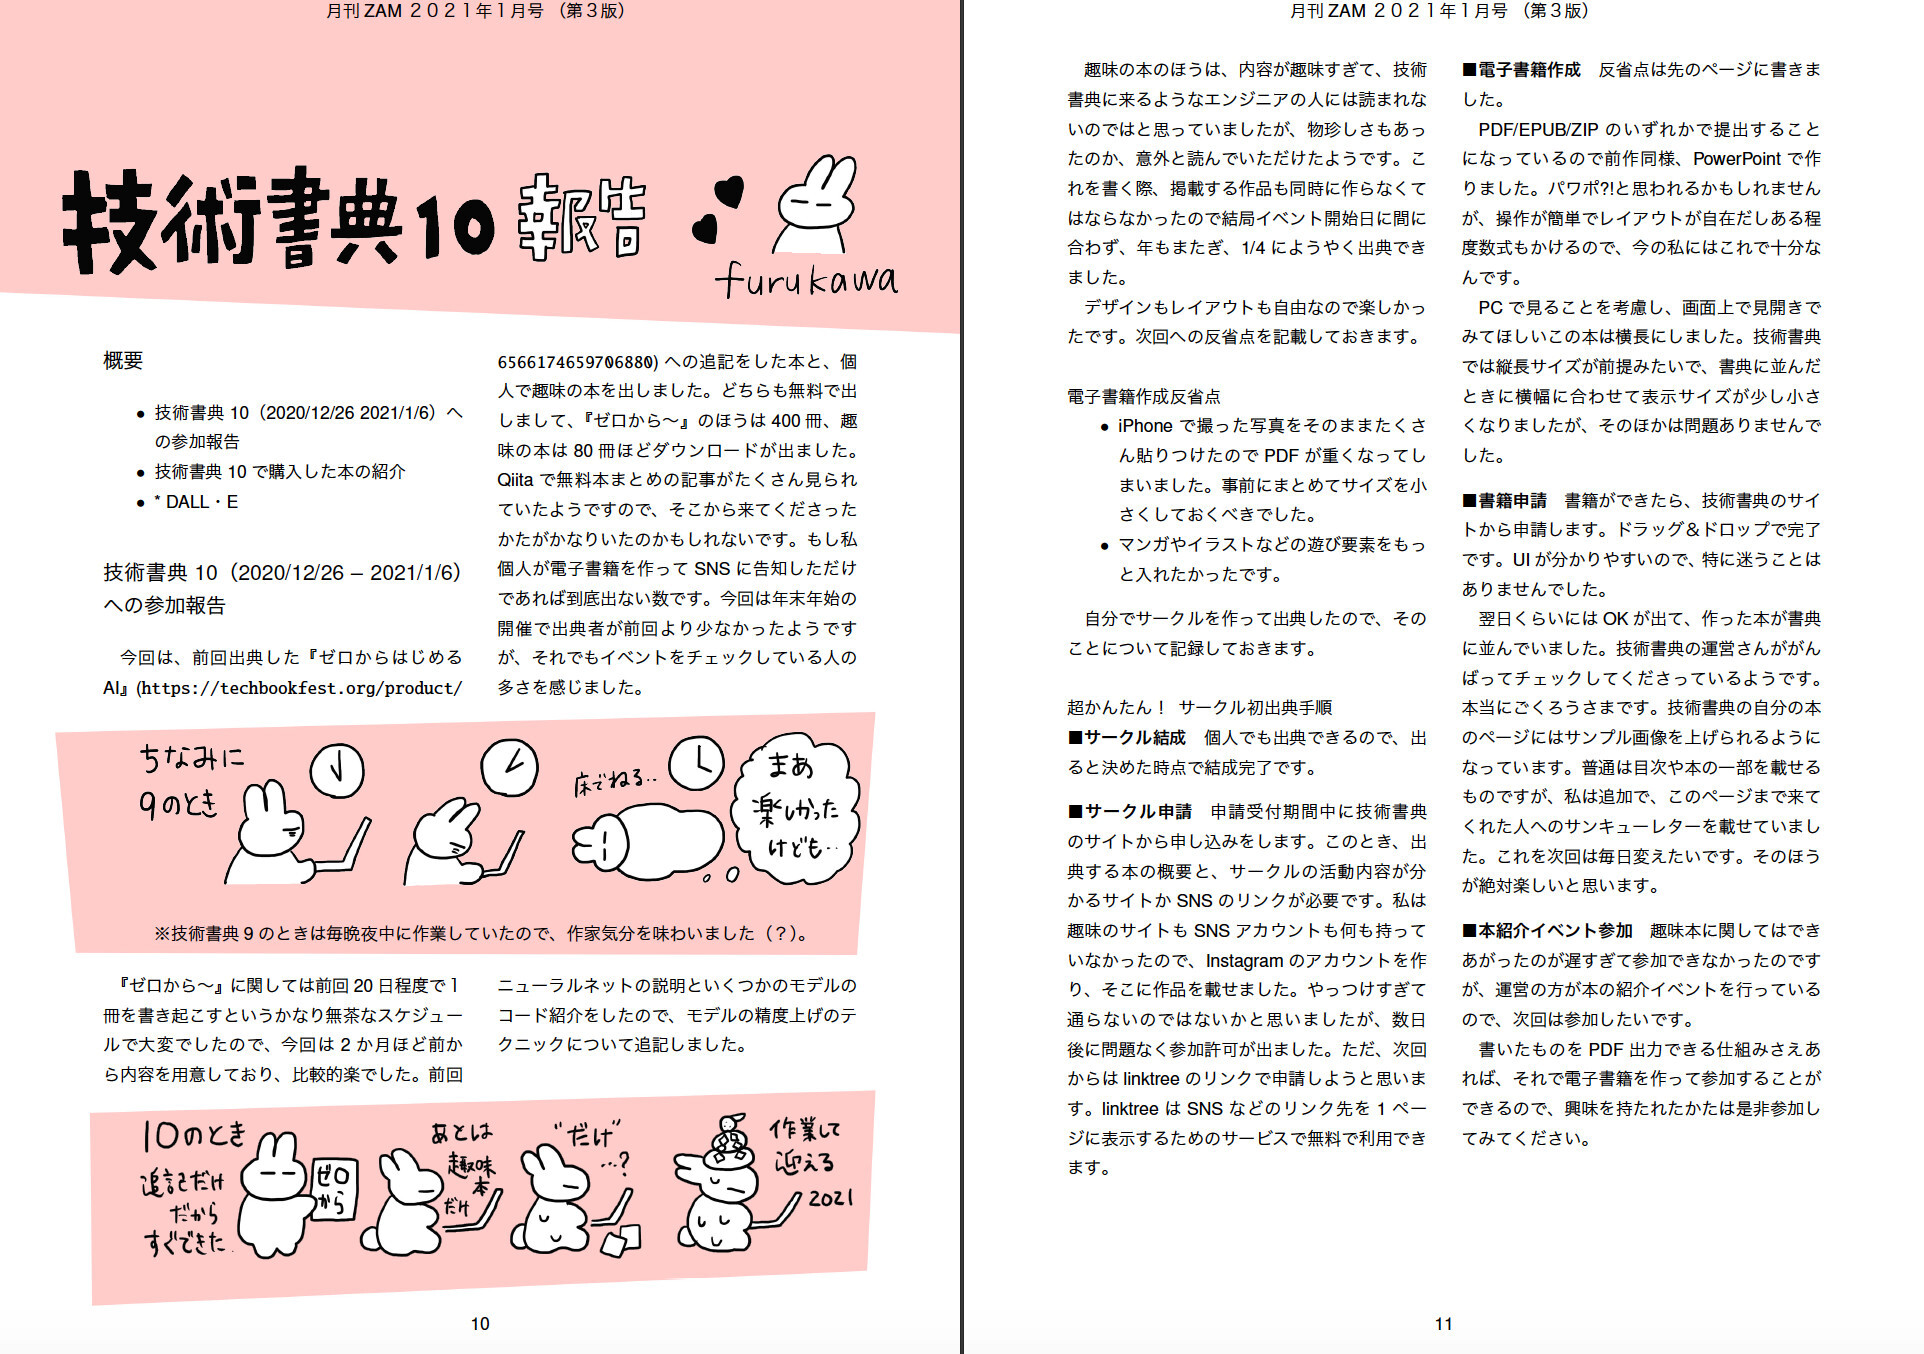 月刊 ZAM ２０２１年１月号 （第３版）
技術書典10 報告
furukawa
概要
● 技術書典 10（2020/12/26 2021/1/6）へ
の参加報告
● 技術書典 10 で購入した本の紹介
● * DALL・E
技術書典 10（2020/12/26 – 2021/1/6）
への参加報告
今回は、前回出典した『ゼロからはじめる
AI』(https://techbookfest.org/product/
6566174659706880) への追記をした本と、個
人で趣味の本を出しました。どちらも無料で出
しまして、『ゼロから～』のほうは 400 冊、趣
味の本は 80 冊ほどダウンロードが出ました。
Qiita で無料本まとめの記事がたくさん見られ
ていたようですので、そこから来てくださった
かたがかなりいたのかもしれないです。もし私
個人が電子書籍を作って SNS に告知しただけ
であれば到底出ない数です。今回は年末年始の
開催で出典者が前回より少なかったようです
が、それでもイベントをチェックしている人の
多さを感じました。
ちなみに
9のとき
床でねる‥
まあ
楽しかった
けども‥
※技術書典 9 のときは毎晩夜中に作業していたので、作家気分を味わいました（？）。
『ゼロから～』に関しては前回 20 日程度で 1
冊を書き起こすというかなり無茶なスケジュー
ルで大変でしたので、今回は 2 か月ほど前か
ら内容を用意しており、比較的楽でした。前回
ニューラルネットの説明といくつかのモデルの
コード紹介をしたので、モデルの精度上げのテ
クニックについて追記しました。
10のとき
追記だけ
だから
すぐできた.
ゼロ
から
あとは
趣味
本
だけ
“だけ”
…?
作業して
迎える
2021
10
月刊 ZAM ２０２１年１月号 （第３版）
趣味の本のほうは、内容が趣味すぎて、技術
書典に来るようなエンジニアの人には読まれな
いのではと思っていましたが、物珍しさもあっ
たのか、意外と読んでいただけたようです。こ
れを書く際、掲載する作品も同時に作らなくて
はならなかったので結局イベント開始日に間に
合わず、年もまたぎ、1/4 にようやく出典でき
ました。
デザインもレイアウトも自由なので楽しかっ
たです。次回への反省点を記載しておきます。
電子書籍作成反省点
● iPhone で撮った写真をそのままたくさ
ん貼りつけたので PDF が重くなってし
まいました。事前にまとめてサイズを小
さくしておくべきでした。
● マンガやイラストなどの遊び要素をもっ
と入れたかったです。
自分でサークルを作って出典したので、その
ことについて記録しておきます。
超かんたん！ サークル初出典手順
■サークル結成　個人でも出典できるので、出
ると決めた時点で結成完了です。
■サークル申請　申請受付期間中に技術書典
のサイトから申し込みをします。このとき、出
典する本の概要と、サークルの活動内容が分
かるサイトか SNS のリンクが必要です。私は
趣味のサイトも SNS アカウントも何も持って
いなかったので、Instagram のアカウントを作
り、そこに作品を載せました。やっつけすぎて
通らないのではないかと思いましたが、数日
後に問題なく参加許可が出ました。ただ、次回
からは linktree のリンクで申請しようと思いま
す。linktree は SNS などのリンク先を 1 ペー
ジに表示するためのサービスで無料で利用でき
ます。
■電子書籍作成　反省点は先のページに書きま
した。
PDF/EPUB/ZIP のいずれかで提出すること
になっているので前作同様、PowerPoint で作
りました。パワポ?!と思われるかもしれません
が、操作が簡単でレイアウトが自在だしある程
度数式もかけるので、今の私にはこれで十分な
んです。
PC で見ることを考慮し、画面上で見開きで
みてほしいこの本は横長にしました。技術書典
では縦長サイズが前提みたいで、書典に並んだ
ときに横幅に合わせて表示サイズが少し小さ
くなりましたが、そのほかは問題ありませんで
した。
■書籍申請　書籍ができたら、技術書典のサイ
トから申請します。ドラッグ＆ドロップで完了
です。UI が分かりやすいので、特に迷うことは
ありませんでした。
翌日くらいには OK が出て、作った本が書典
に並んでいました。技術書典の運営さんががん
ばってチェックしてくださっているようです。
本当にごくろうさまです。技術書典の自分の本
のページにはサンプル画像を上げられるように
なっています。普通は目次や本の一部を載せる
ものですが、私は追加で、このページまで来て
くれた人へのサンキューレターを載せていまし
た。これを次回は毎日変えたいです。そのほう
が絶対楽しいと思います。
■本紹介イベント参加　趣味本に関してはでき
あがったのが遅すぎて参加できなかったのです
が、運営の方が本の紹介イベントを行っている
ので、次回は参加したいです。
書いたものを PDF 出力できる仕組みさえあ
れば、それで電子書籍を作って参加することが
できるので、興味を持たれたかたは是非参加し
てみてください。
11